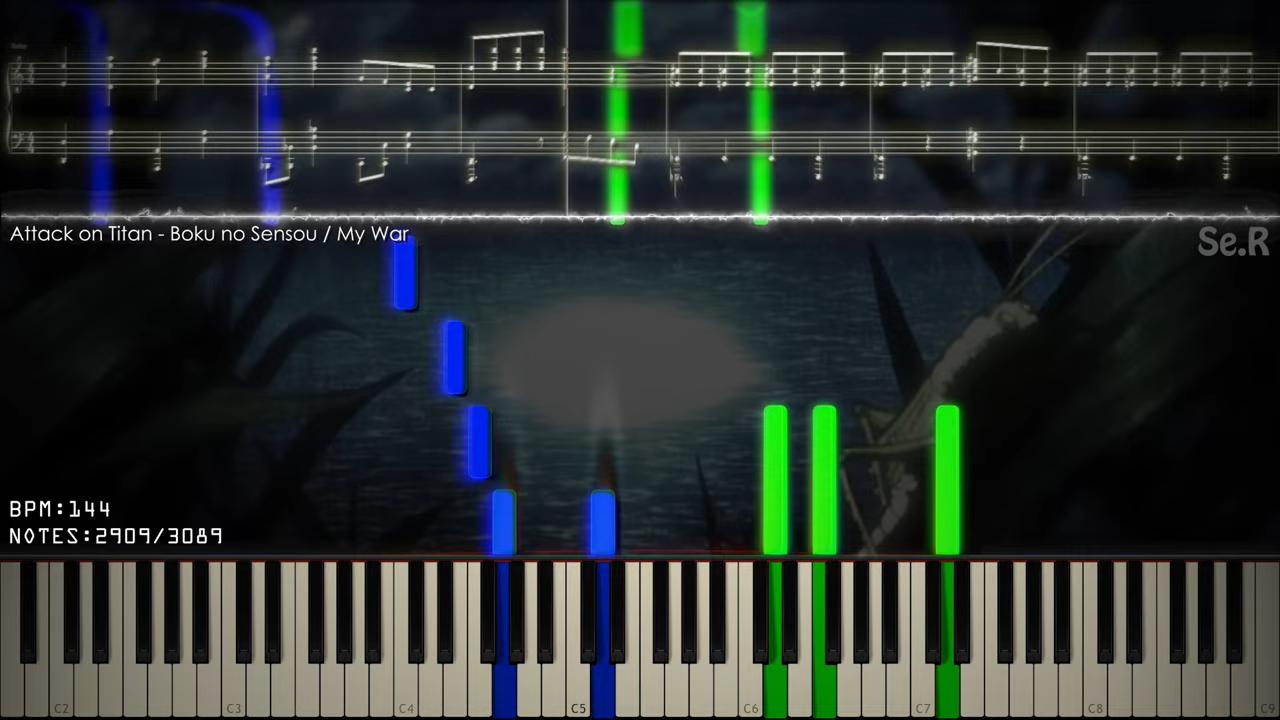 Attack on Titan - Boku no Sensou / My War
Se.R
BPM:144
NOTES:2909/3089
C2 C3 C4 C5 C6 C7 C8 C9